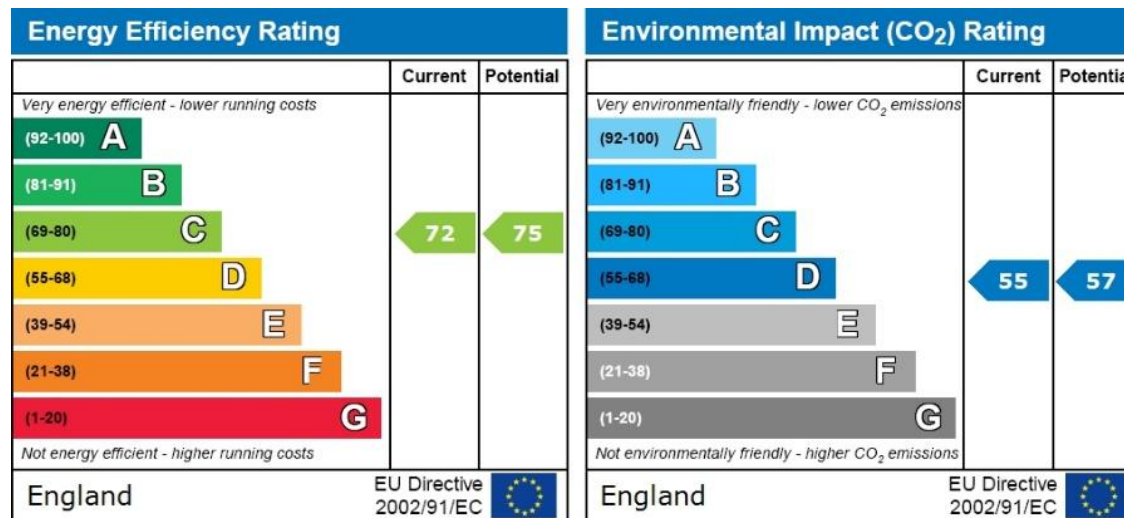 Energy Efficiency Rating
Current Potential
Very energy efficient - lower running costs
(92-100) A
(81-91) B
(69-80) C
72 75
(55-68) D
(39-54) E
(21-38) F
(1-20) G
Not energy efficient - higher running costs
England
EU Directive
2002/91/EC
Environmental Impact (CO2) Rating
Current Potentia
Very environmentally friendly - lower CO2 emissions
(92-100) A
(81-91) B
(69-80) C
(55-68) D
55 57
(39-54) E
(21-38) F
(1-20) G
Not environmentally friendly - higher CO2 emissions
England
EU Directive
2002/91/EC